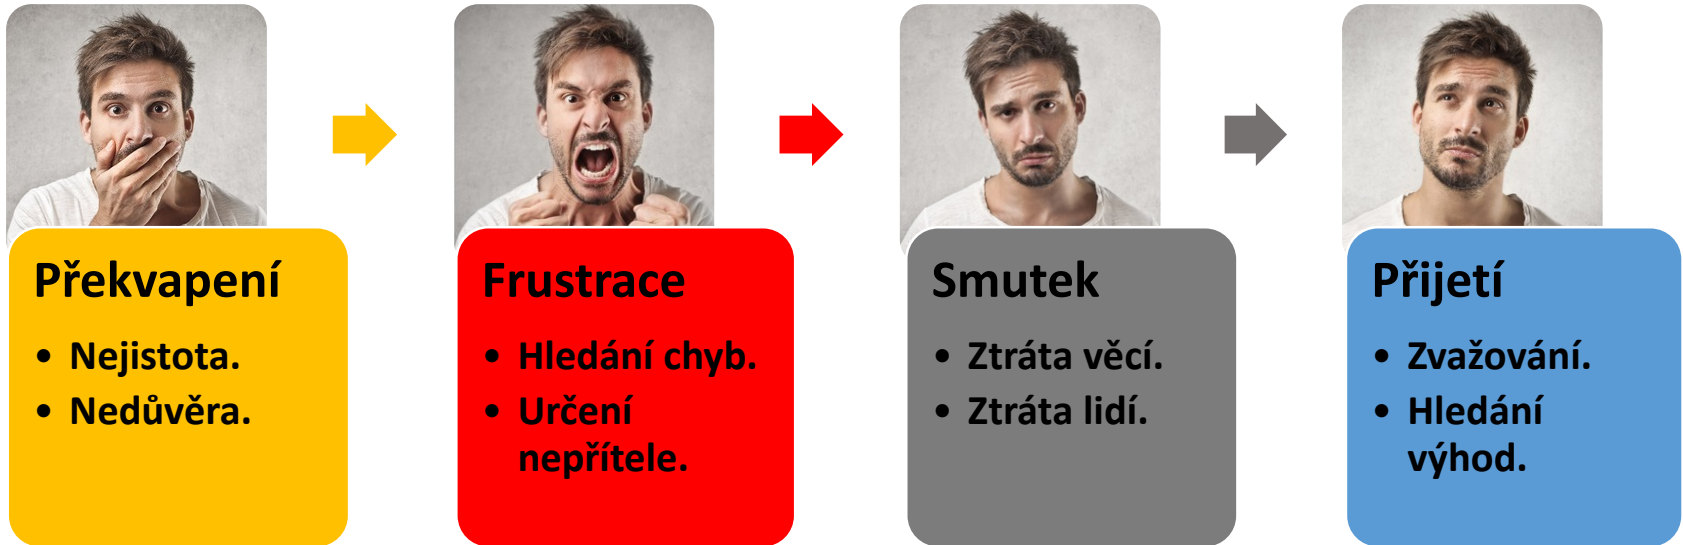 Překvapení
• Nejistota.
• Nedůvěra.
Frustrace
• Hledání chyb.
• Určení
nepřítele.
Smutek
• Ztráta věcí.
• Ztráta lidí.
Přijetí
• Zvažování.
• Hledání
výhod.